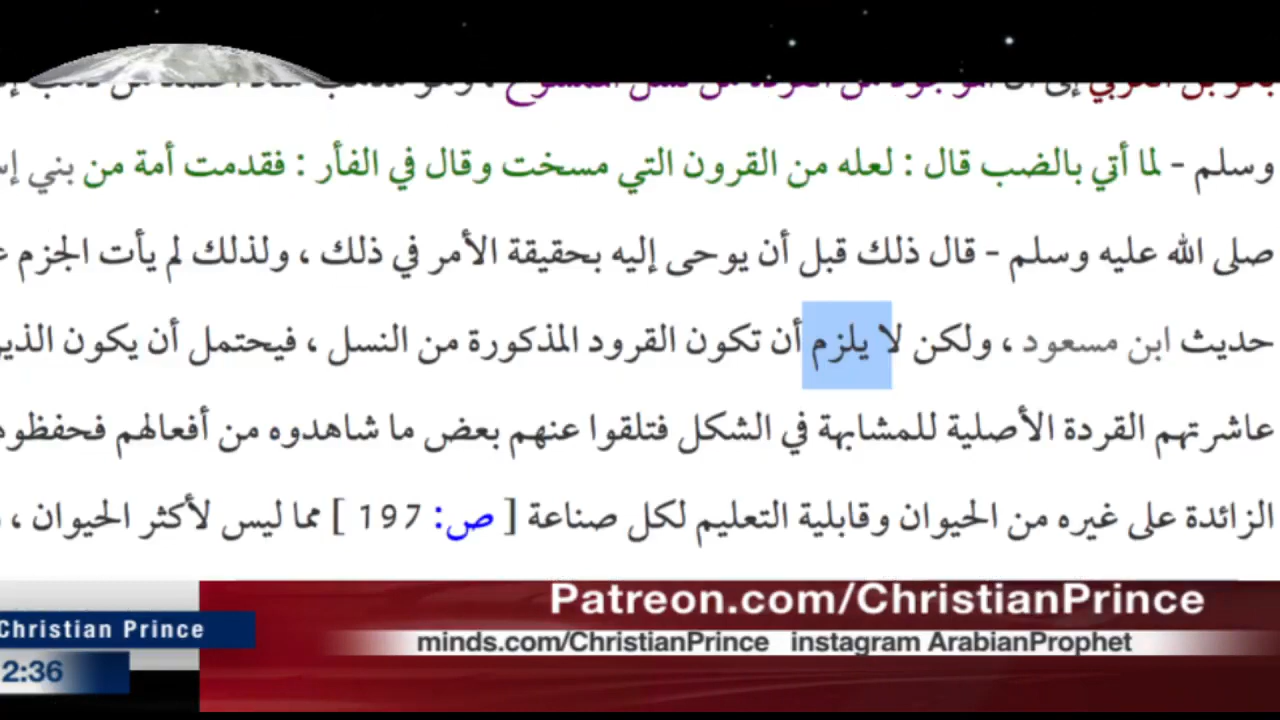 وسلم - لما أتي بالضب قال : لعله من القرون التي مسخت وقال في الفأر : فقدمت أمة من بني
صلى الله عليه وسلم - قال ذلك قبل أن يوحى إليه بحقيقة الأمر في ذلك ، ولذلك لم يأت الجزم
حديث ابن مسعود ، ولكن لا يلزم أن تكون القرود المذكورة من النسل ، فيحتمل أن يكون
عاشرتهم القردة الأصلية للمشابهة في الشكل فتلقوا عنهم بعض ما شاهدوه من أفعالهم
الزائدة على غيره من الحيوان وقابلية التعليم لكل صناعة [ ص: 197 ] مما ليس لأكثر الحيوان ،
Patreon.com/ChristianPrince
Christian Prince
minds.com/ChristianPrince instagram ArabianProphet
2:36